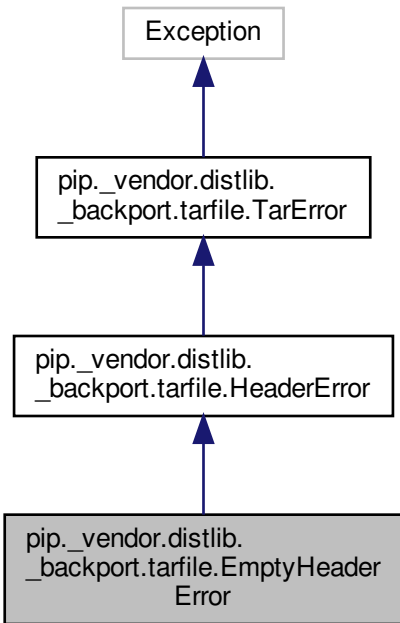 Exception
pip._vendor.distlib.
_backport.tarfile.TarError
pip._vendor.distlib.
_backport.tarfile.HeaderError
pip._vendor.distlib.
_backport.tarfile.EmptyHeader
Error